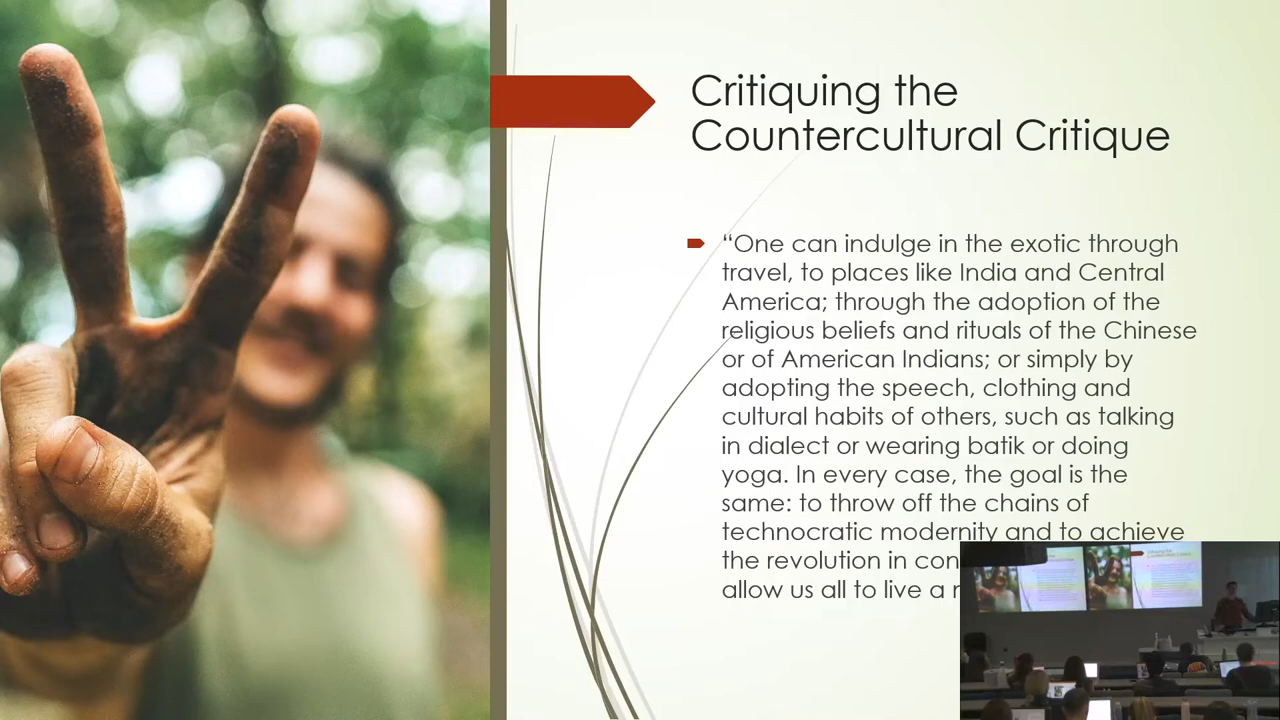 Critiquing the
Countercultural Critique
“One can indulge in the exotic through
travel, to places like India and Central
America; through the adoption of the
religious beliefs and rituals of the Chinese
or of American Indians; or simply by
adopting the speech, clothing and
cultural habits of others, such as talking
in dialect or wearing batik or doing
yoga. In every case, the goal is the
same: to throw off the chains of
technocratic modernity and to achieve
the revolution in
allow us all to live a